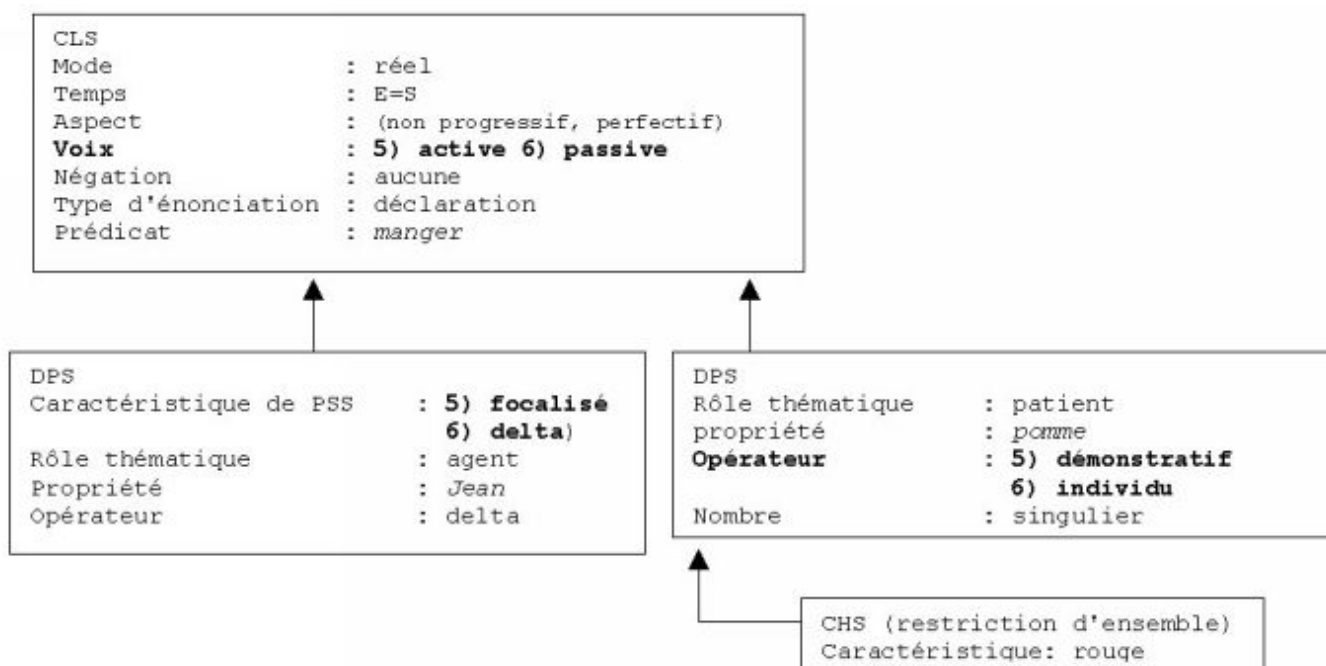 CLS
Mode : réel
Temps : E=S
Aspect : (non progressif, perfectif)
Voix : 5) active 6) passive
Négation : aucune
Type d'énonciation : déclaration
Prédicat : manger
DPS
Caractéristique de PSS : 5) focalisé
6) delta)
Rôle thématique : agent
Propriété : Jean
Opérateur : delta
DPS
Rôle thématique : patient
propriété : pomme
Opérateur : 5) démonstratif
6) individu
Nombre : singulier
CHS (restriction d'ensemble)
Caractéristique: rouge